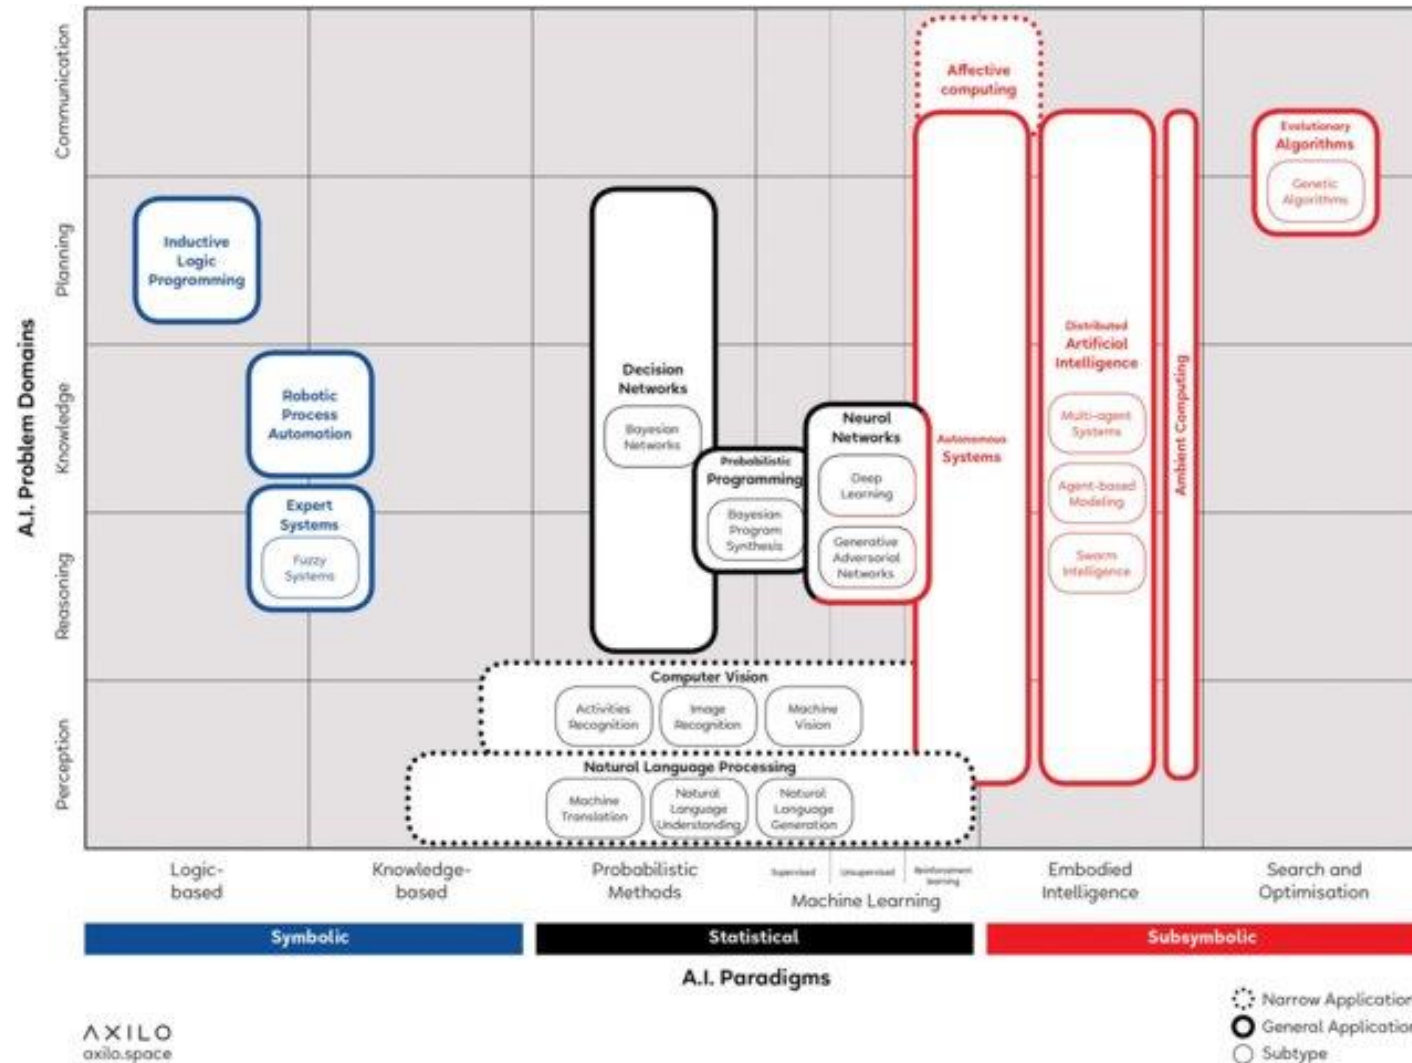 A.I. Problem Domains
Communication
Planning
Knowledge
Reasoning
Perception
Affective
computing
Evolutionary
Algorithms
Genetic
Algorithms
Inductive
Logic
Programming
Robotic
Process
Automation
Expert
Systems
Fuzzy
Systems
Decision
Networks
Bayesian
Networks
Probabilistic
Programming
Bayesian
Program
Synthesis
Neural
Networks
Deep
Learning
Generative
Adversarial
Networks
Autonomous
Systems
Distributed
Artificial
Intelligence
Multi-agent
Systems
Agent-based
Modeling
Swarm
Intelligence
Ambient Computing
Computer Vision
Activities
Recognition
Image
Recognition
Machine
Vision
Natural Language Processing
Machine
Translation
Natural
Language
Understanding
Natural
Language
Generation
Logic-
based
Knowledge-
based
Probabilistic
Methods
Supervised
Unsupervised
Reinforcement
learning
Machine Learning
Embodied
Intelligence
Search and
Optimisation
Symbolic
Statistical
Subsymbolic
A.I. Paradigms
Narrow Application
General Application
Subtype
AXILO
axilo.space